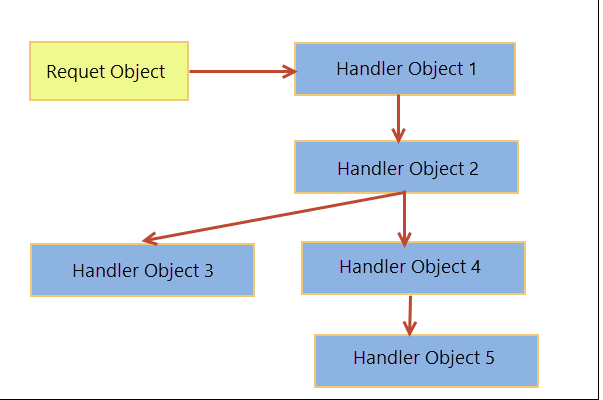 Requet Object
Handler Object 1
Handler Object 2
Handler Object 3
Handler Object 4
Handler Object 5